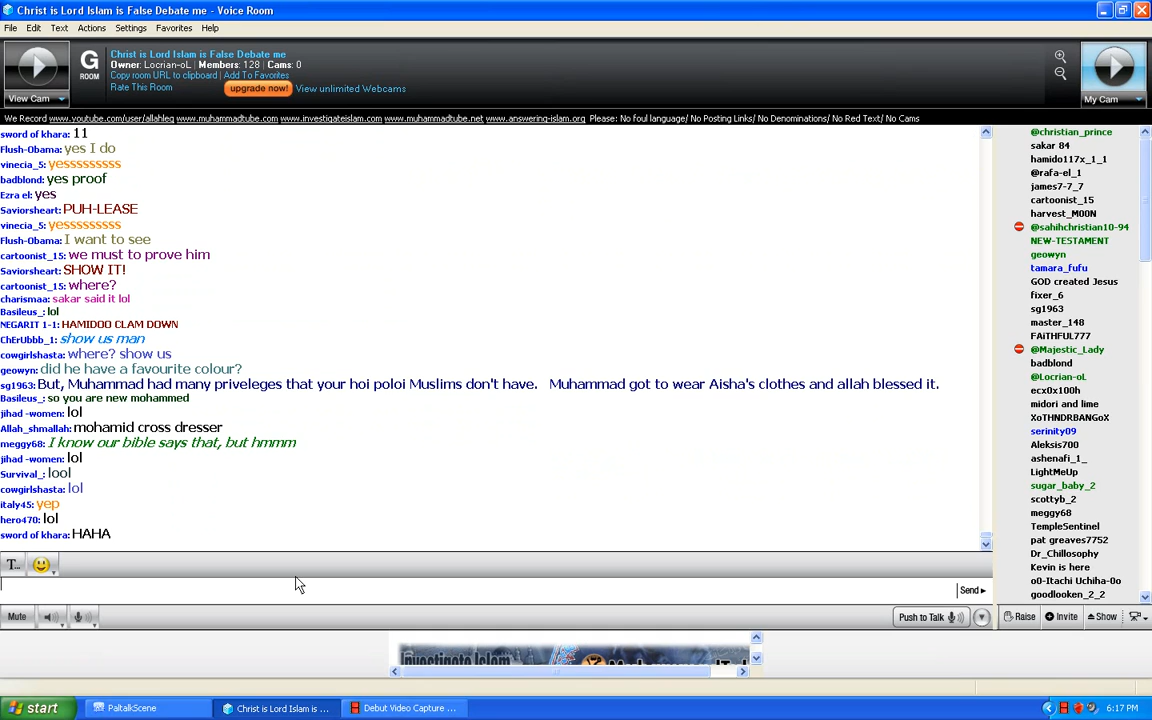 Christ is Lord Islam is False Debate me - Voice Room
File Edit Text Actions Settings Favorites Help
Christ is Lord Islam is False Debate me
G
ROOM
Owner: Locrian-oL | Members: 128 | Cams: 0
Copy room URL to clipboard | Add To Favorites
Rate This Room
upgrade now! View unlimited Webcams
View Cam
My Cam
We Record www.youtube.com/user/allahleg www.muhammadtube.com www.investigateislam.com www.muhammadtube.net www.answering-islam.org Please: No foul language/ No Posting Links/ No Denominations/ No Red Text/ No Cams
sword of khara: 11
Flush-Obama: yes I do
vinecia_5: yesssssssss
badblond: yes proof
Ezra el: yes
Saviorsheart: PUH-LEASE
vinecia_5: yesssssssss
Flush-Obama: I want to see
cartoonist_15: we must to prove him
Saviorsheart: SHOW IT!
cartoonist_15: where?
charismaa: sakar said it lol
Basileus_: lol
NEGARIT 1-1: HAMIDOO CLAM DOWN
ChErUbbb_1: show us man
cowgirlshasta: where? show us
geowyn: did he have a favourite colour?
sg1963: But, Muhammad had many priveleges that your hoi poloi Muslims don't have. Muhammad got to wear Aisha's clothes and allah blessed it.
Basileus_: so you are new mohammed
jihad -women: lol
Allah_shmallah: mohamid cross dresser
meggy68: I know our bible says that, but hmmm
jihad -women: lol
Survival_: lool
cowgirlshasta: lol
italy45: yep
hero470: lol
sword of khara: HAHA
@christian_prince
sakar 84
hamido117x_1_1
@rafa-el_1
james7-7_7
cartoonist_15
harvest_M00N
@sahihchristian10-94
NEW-TESTAMENT
geowyn
tamara_fufu
GOD created Jesus
fixer_6
sg1963
master_148
FAiTHFUL777
@Majestic_Lady
badblond
@Locrian-oL
ecx0x100h
midori and lime
XoTHNDRBANGoX
serinity09
Aleksis700
ashenafi_1_
LightMeUp
sugar_baby_2
scottyb_2
meggy68
TempleSentinel
pat greaves7752
Dr_Chillosophy
Kevin is here
o0-Itachi Uchiha-0o
goodlooken_2_2
T...
Send
Mute
Push to Talk
Raise Invite Show
Investigate Islam
start PaltalkScene Christ is Lord Islam is ... Debut Video Capture ... 6:17 PM